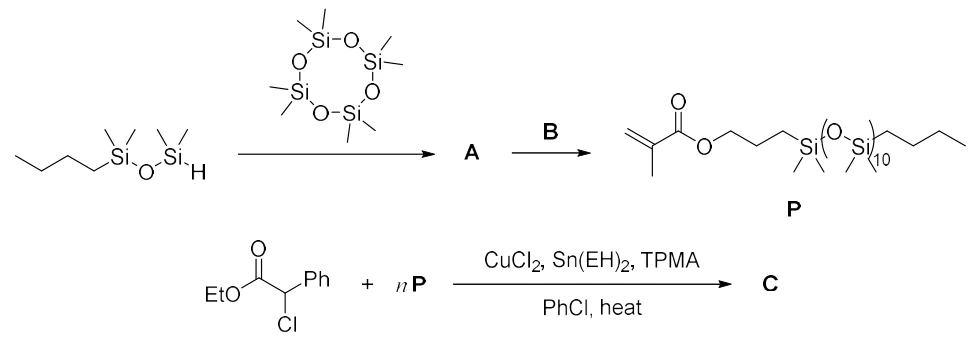 Si O Si
O O
Si Si
O Si
Si Si
O H
A
B
O
O
Si ( O Si )10
P
O
EtO Ph
Cl
+ n P
CuCl2, Sn(EH)2, TPMA
PhCl, heat
C